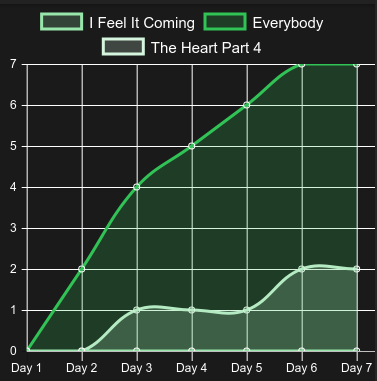 I Feel It Coming Everybody
The Heart Part 4
7
6
5
4
3
2
1
0
Day 1 Day 2 Day 3 Day 4 Day 5 Day 6 Day 7